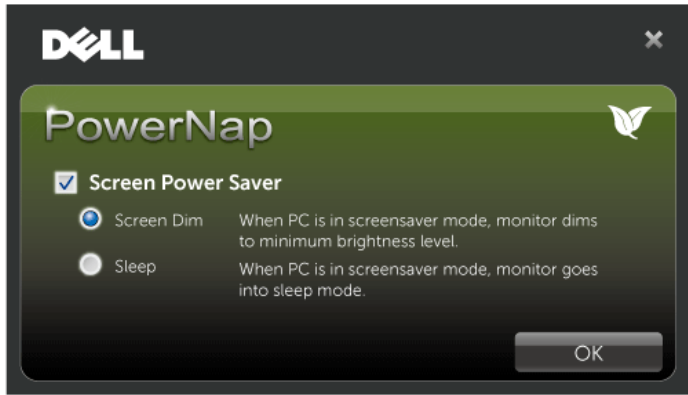 DELL
PowerNap
Screen Power Saver
Screen Dim When PC is in screensaver mode, monitor dims
to minimum brightness level.
Sleep When PC is in screensaver mode, monitor goes
into sleep mode.
OK